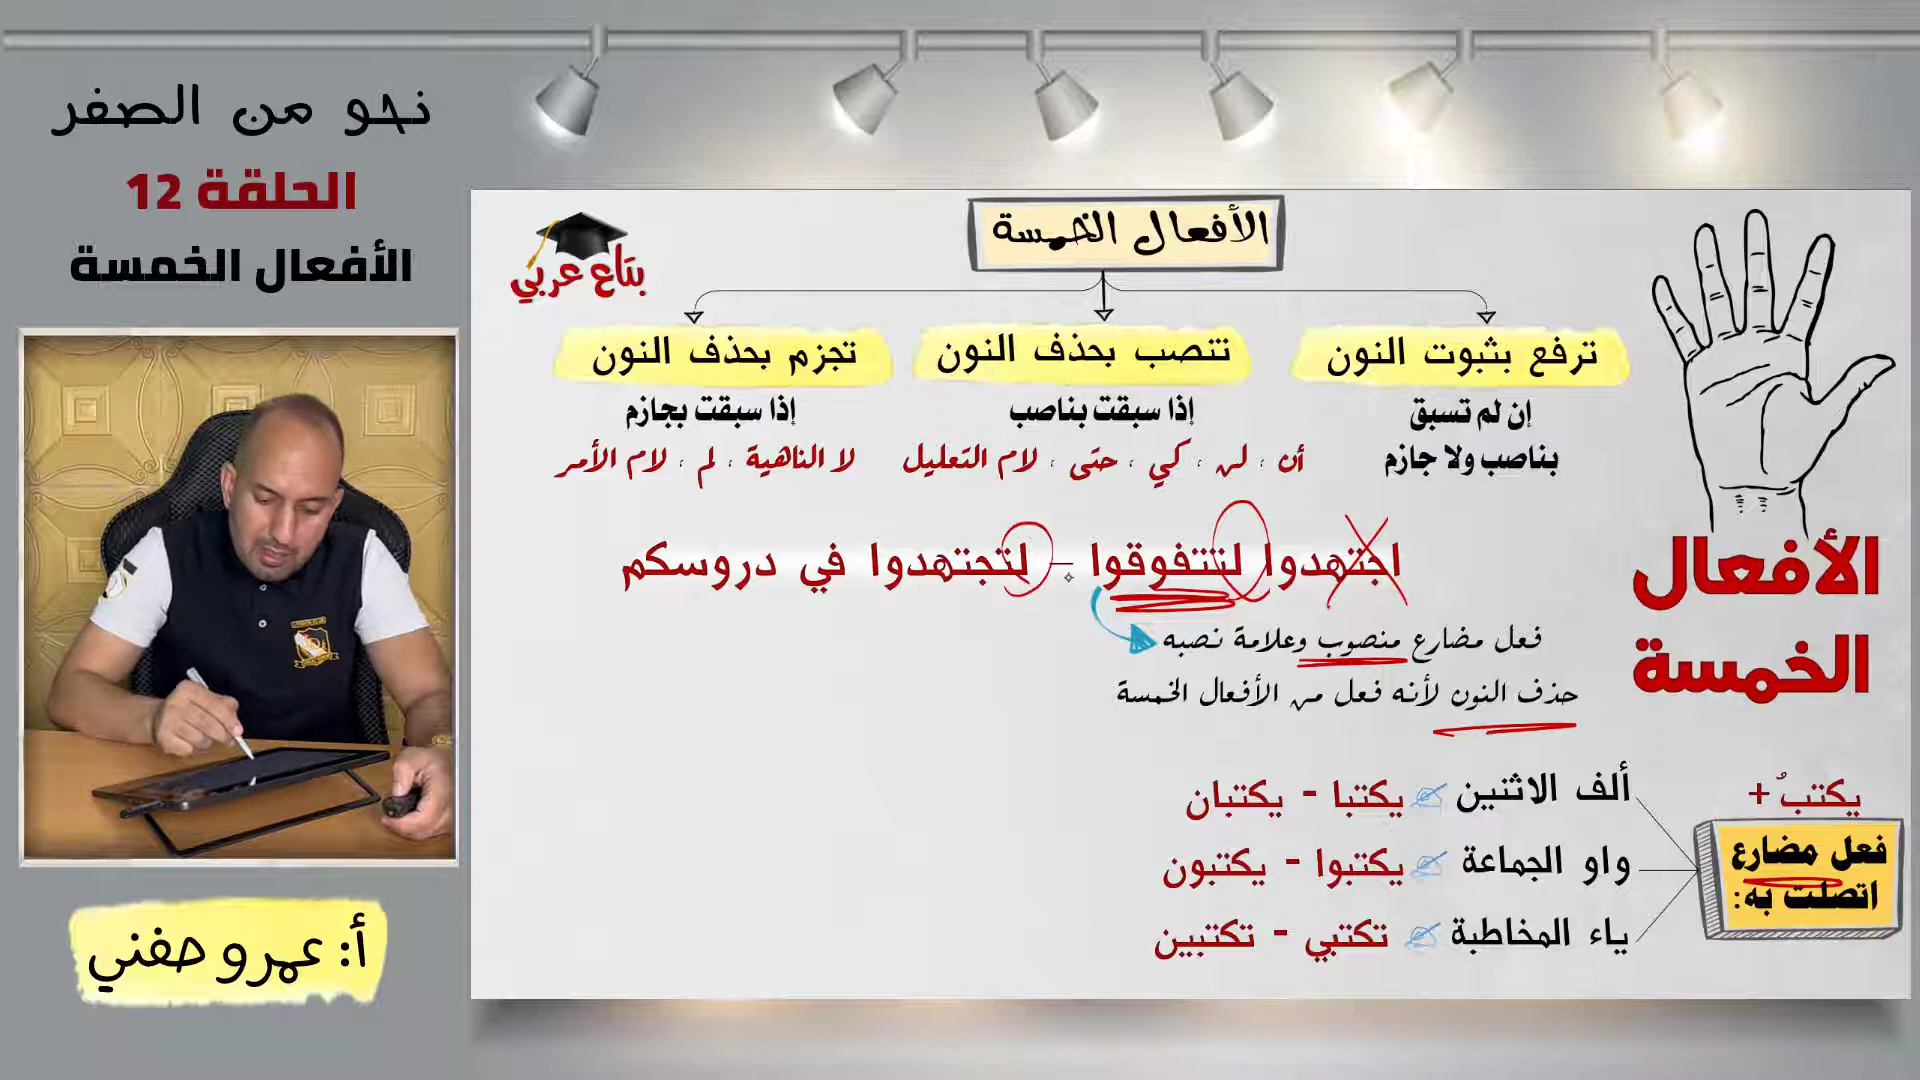 نحو من الصفر
الحلقة 12
الأفعال الخمسة
أ: عمرو حفني
بتاع عربي
الأفعال الخمسة
ترفع بثبوت النون
إن لم تسبق
بناصب ولا جازم
تنصب بحذف النون
إذا سبقت بناصب
أن ، لن ، كي ، حتى ، لام التعليل
تجزم بحذف النون
إذا سبقت بجازم
لا الناهية ، لم ، لام الأمر
اجتهدوا لتتفوقوا - لتجتهدوا في دروسكم
فعل مضارع منصوب وعلامة نصبه
حذف النون لأنه فعل من الأفعال الخمسة
الأفعال
الخمسة
يكتبُ +
فعل مضارع
اتصلت به:
ألف الاثنين يكتبا - يكتبان
واو الجماعة يكتبوا - يكتبون
ياء المخاطبة تكتبي - تكتبين